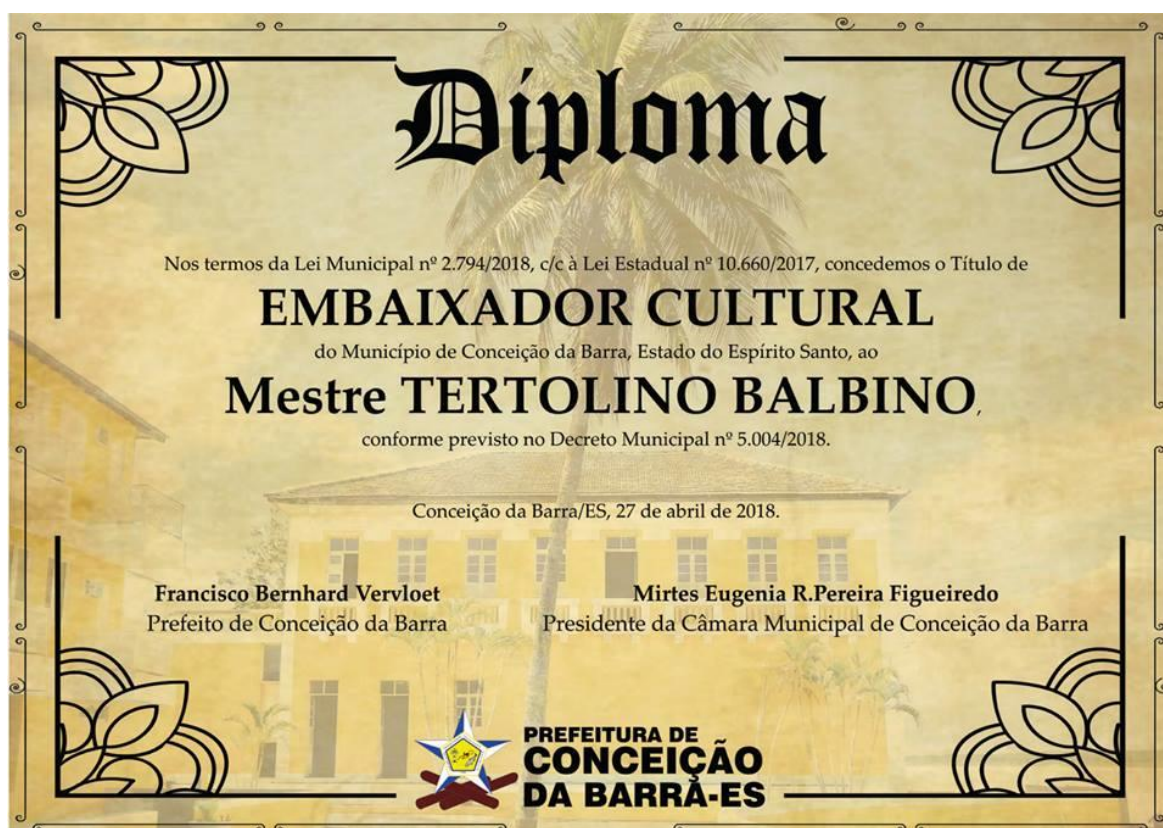 Diploma
Nos termos da Lei Municipal nº 2.794/2018, c/c à Lei Estadual nº 10.660/2017, concedemos o Título de
EMBAIXADOR CULTURAL
do Município de Conceição da Barra, Estado do Espírito Santo, ao
Mestre TERTOLINO BALBINO,
conforme previsto no Decreto Municipal nº 5.004/2018.
Conceição da Barra/ES, 27 de abril de 2018.
Francisco Bernhard Vervloet
Prefeito de Conceição da Barra
Mirtes Eugenia R.Pereira Figueiredo
Presidente da Câmara Municipal de Conceição da Barra
PREFEITURA DE
CONCEIÇÃO
DA BARRA-ES